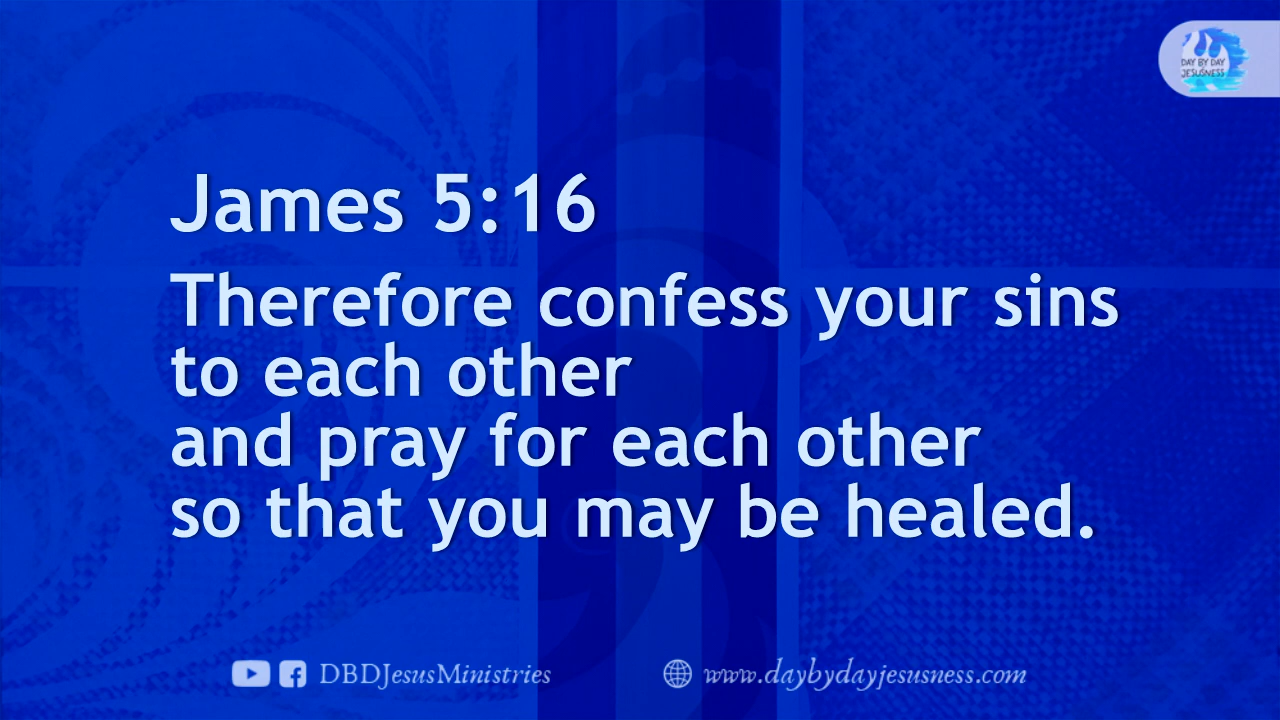 DAY BY DAY
JESUSNESS
James 5:16
Therefore confess your sins
to each other
and pray for each other
so that you may be healed.
DBDJesusMinistries
www.daybydayjesusness.com